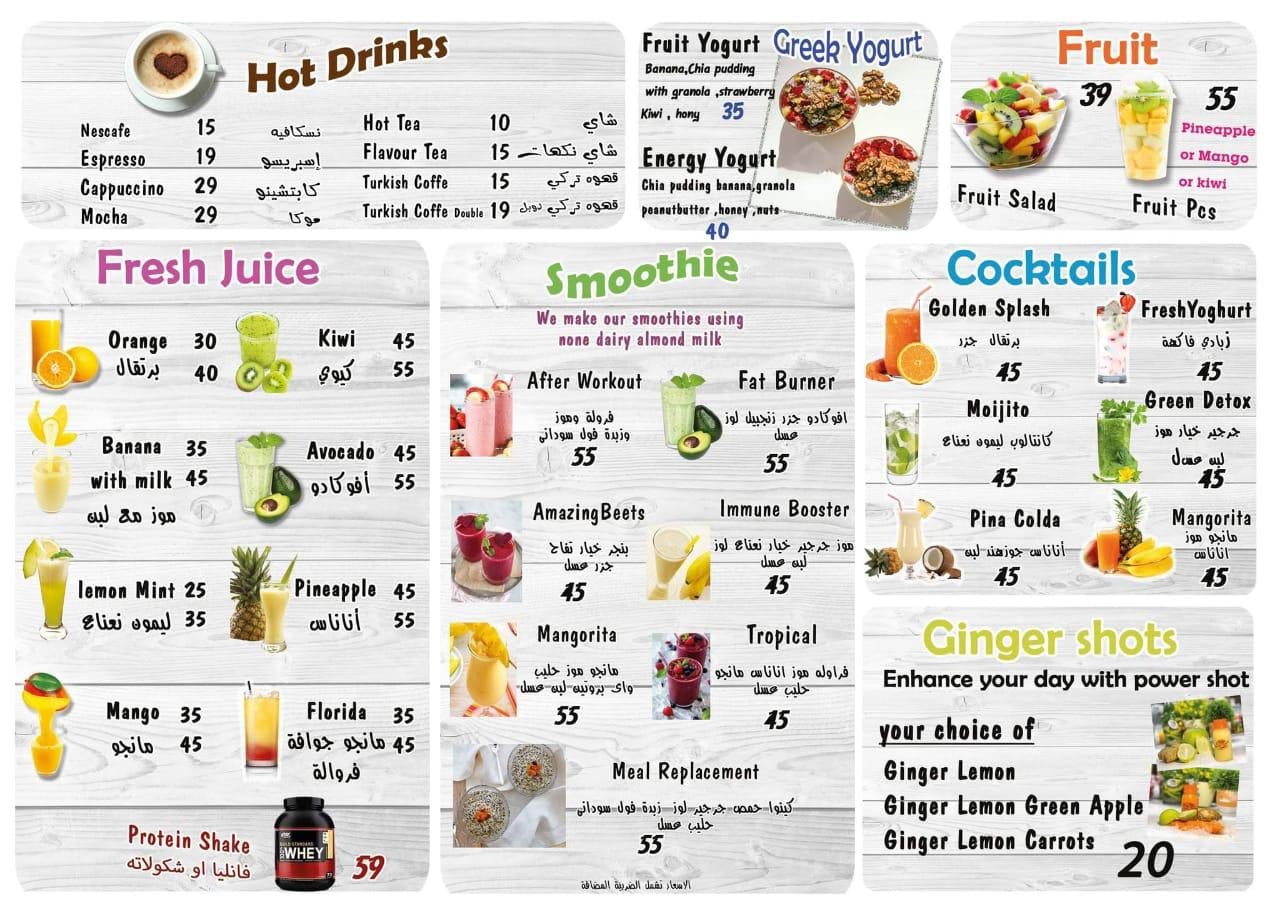 Hot Drinks
Nescafe 15 نسكافيه
Espresso 19 إسبريسو
Cappuccino 29 كابتشينو
Mocha 29 موكا
Hot Tea 10 شاي
Flavour Tea 15 شاي نكهات
Turkish Coffe 15 قهوه تركي
Turkish Coffe Double 19 قهوه تركي دوبل
Greek Yogurt
Fruit Yogurt
Banana,Chia pudding
with granola ,strawberry
Kiwi , hony 35
Energy Yogurt
Chia pudding banana,granola
peanutbutter ,honey ,nuts
40
Fruit
39
Fruit Salad
55
Pineapple
or Mango
or kiwi
Fruit Pcs
Fresh Juice
Orange 30
برتقال 40
Kiwi 45
كيوي 55
Banana 35
with milk 45
موز مع لبن
Avocado 45
أفوكادو 55
lemon Mint 25
ليمون نعناع 35
Pineapple 45
أناناس 55
Mango 35
مانجو 45
Florida 35
مانجو جوافة 45
فروالة
Protein Shake
فانليا او شكولاته
GOLD STANDARD
100% WHEY
59
Smoothie
We make our smoothies using
none dairy almond milk
After Workout
فرولة وموز
وزبدة فول سودانى
55
Fat Burner
افوكادو جزر زنجبيل لوز
عسل
55
AmazingBeets
بنجر خيار تفاح
جزر عسل
45
Immune Booster
موز جرجير خيار نعناع لوز
لبن عسل
45
Mangorita
مانجو موز حليب
واى بروتين لبن عسل
55
Tropical
فراوله موز اناناس مانجو
حليب عسل
45
Meal Replacement
كينوا حمص جرجير لوز زبدة فول سودانى
حليب عسل
55
الاسعار تشمل الضريبة المضافة
Cocktails
Golden Splash
برتقال جزر
45
FreshYoghurt
زبادي فاكهة
45
Moijito
كانتالوب ليمون نعناع
45
Green Detox
جرجير خيار موز
لبن عسل
45
Pina Colda
أناناس جوزهند لبن
45
Mangorita
مانجو موز
اناناس
45
Ginger shots
Enhance your day with power shot
your choice of
Ginger Lemon
Ginger Lemon Green Apple
Ginger Lemon Carrots
20